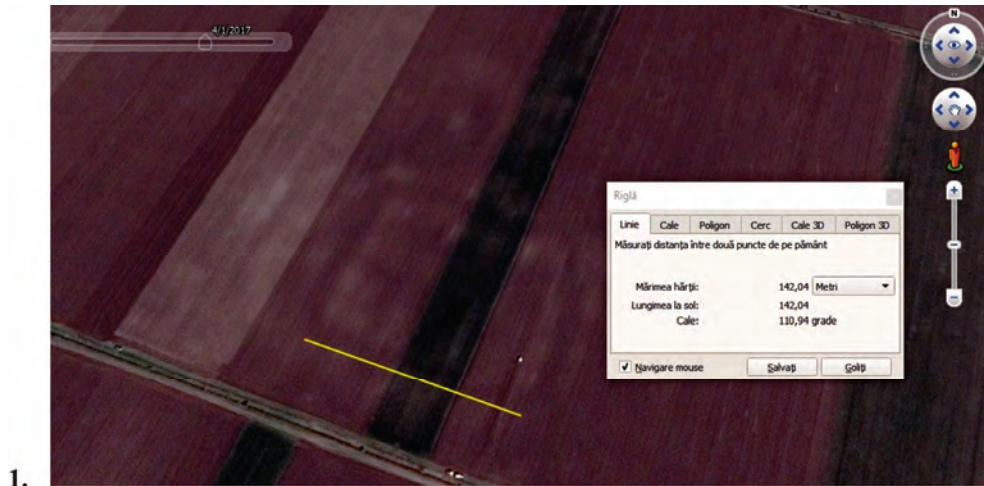 4/1/2017
N
Riglă
Linie Cale Poligon Cerc Cale 3D Poligon 3D
Măsurați distanța între două puncte de pe pământ
Mărimea hărții: 142,04 Metri
Lungimea la sol: 142,04
Cale: 110,94 grade
Navigare mouse Salvați Goliți
1.